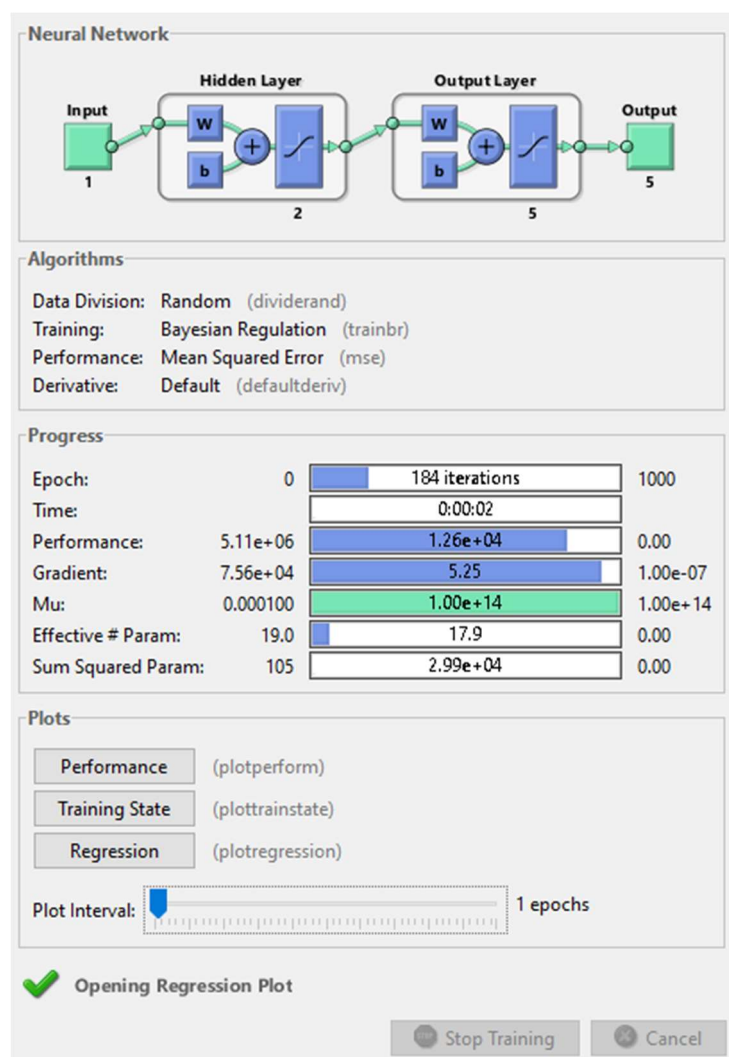 Neural Network
Hidden Layer Output Layer
Input Output
W W
b b
1 2 5 5
Algorithms
Data Division: Random (dividerand)
Training: Bayesian Regulation (trainbr)
Performance: Mean Squared Error (mse)
Derivative: Default (defaultderiv)
Progress
Epoch: 0 184 iterations 1000
Time: 0:00:02
Performance: 5.11e+06 1.26e+04 0.00
Gradient: 7.56e+04 5.25 1.00e-07
Mu: 0.000100 1.00e+14 1.00e+14
Effective # Param: 19.0 17.9 0.00
Sum Squared Param: 105 2.99e+04 0.00
Plots
Performance (plotperform)
Training State (plottrainstate)
Regression (plotregression)
Plot Interval: 1 epochs
Opening Regression Plot
STOP Stop Training Cancel